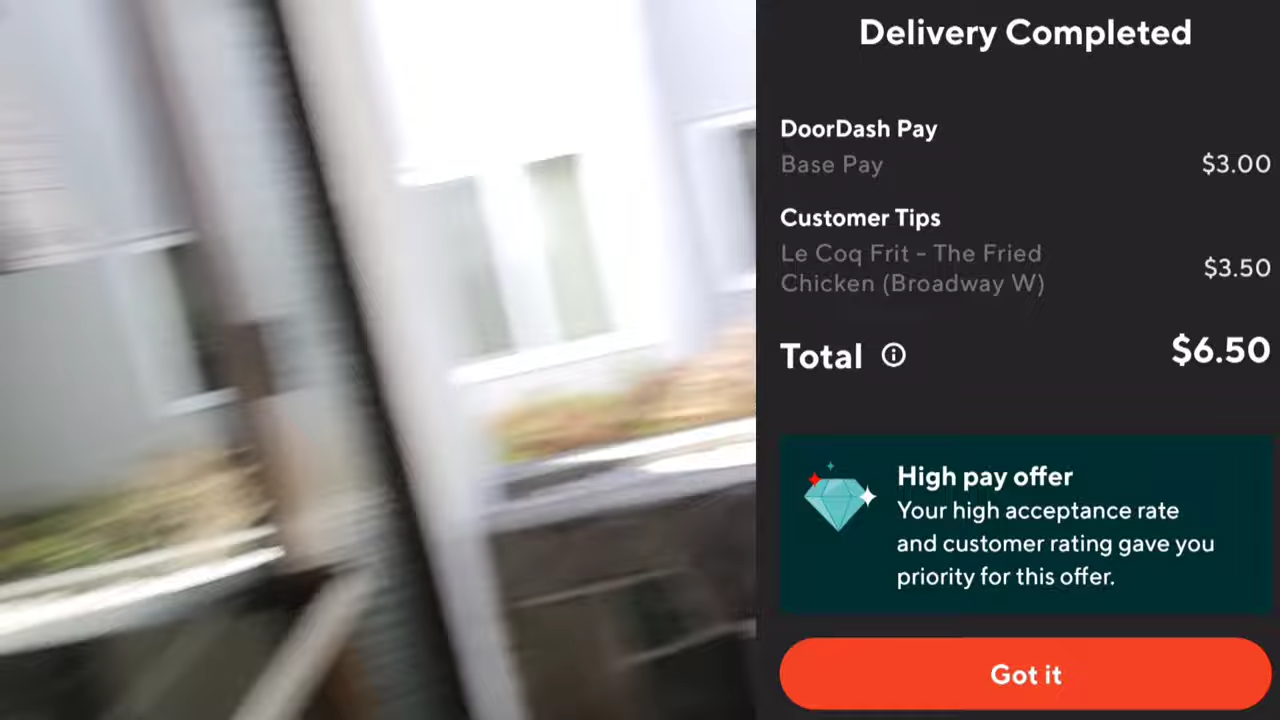 Delivery Completed
DoorDash Pay
Base Pay $3.00
Customer Tips
Le Coq Frit - The Fried
Chicken (Broadway W) $3.50
Total $6.50
High pay offer
Your high acceptance rate
and customer rating gave you
priority for this offer.
Got it